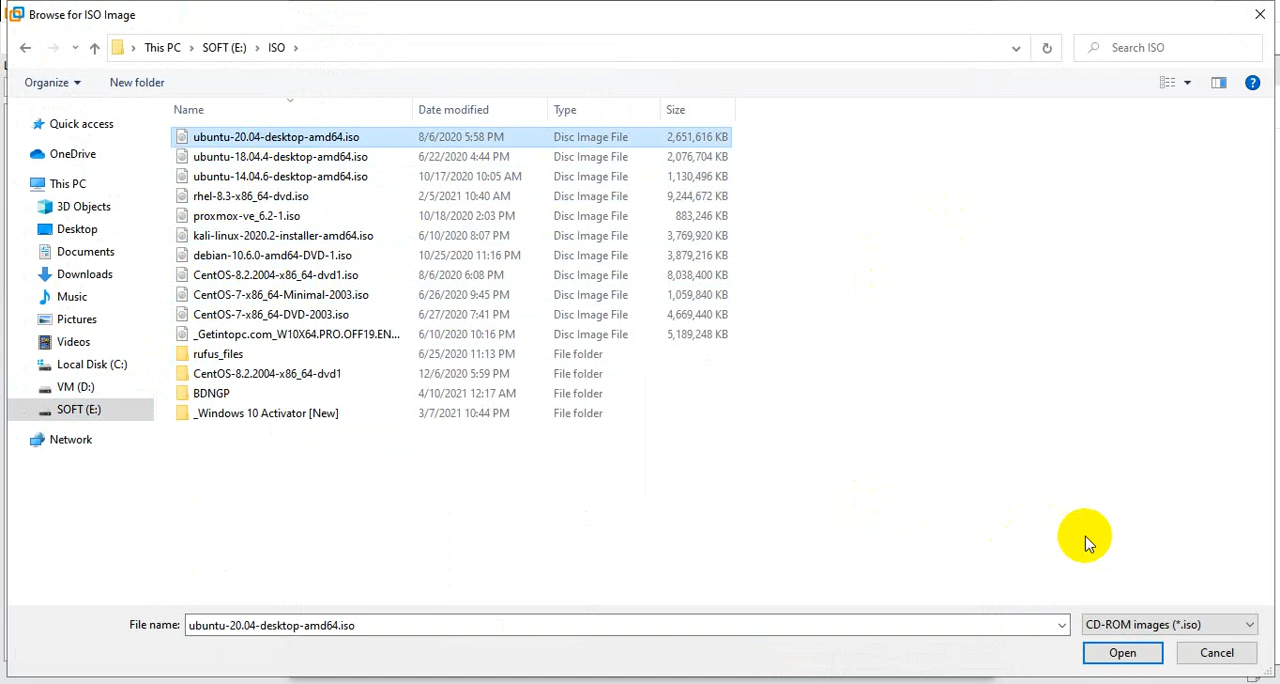 Browse for ISO Image
This PC > SOFT (E:) > ISO >
Search ISO
Organize
New folder
Name Date modified Type Size
Quick access
OneDrive
This PC
3D Objects
Desktop
Documents
Downloads
Music
Pictures
Videos
Local Disk (C:)
VM (D:)
SOFT (E:)
Network
ubuntu-20.04-desktop-amd64.iso 8/6/2020 5:58 PM Disc Image File 2,651,616 KB
ubuntu-18.04.4-desktop-amd64.iso 6/22/2020 4:44 PM Disc Image File 2,076,704 KB
ubuntu-14.04.6-desktop-amd64.iso 10/17/2020 10:05 AM Disc Image File 1,130,496 KB
rhel-8.3-x86_64-dvd.iso 2/5/2021 10:40 AM Disc Image File 9,244,672 KB
proxmox-ve_6.2-1.iso 10/18/2020 2:03 PM Disc Image File 883,246 KB
kali-linux-2020.2-installer-amd64.iso 6/10/2020 8:07 PM Disc Image File 3,769,920 KB
debian-10.6.0-amd64-DVD-1.iso 10/25/2020 11:16 PM Disc Image File 3,879,216 KB
CentOS-8.2.2004-x86_64-dvd1.iso 8/6/2020 6:08 PM Disc Image File 8,038,400 KB
CentOS-7-x86_64-Minimal-2003.iso 6/26/2020 9:45 PM Disc Image File 1,059,840 KB
CentOS-7-x86_64-DVD-2003.iso 6/27/2020 7:41 PM Disc Image File 4,669,440 KB
_Getintopc.com_W10X64.PRO.OFF19.EN... 6/10/2020 10:16 PM Disc Image File 5,189,248 KB
rufus_files 6/25/2020 11:13 PM File folder
CentOS-8.2.2004-x86_64-dvd1 12/6/2020 5:59 PM File folder
BDNGP 4/10/2021 12:17 AM File folder
_Windows 10 Activator [New] 3/7/2021 10:44 PM File folder
File name: ubuntu-20.04-desktop-amd64.iso
CD-ROM images (*.iso)
Open
Cancel